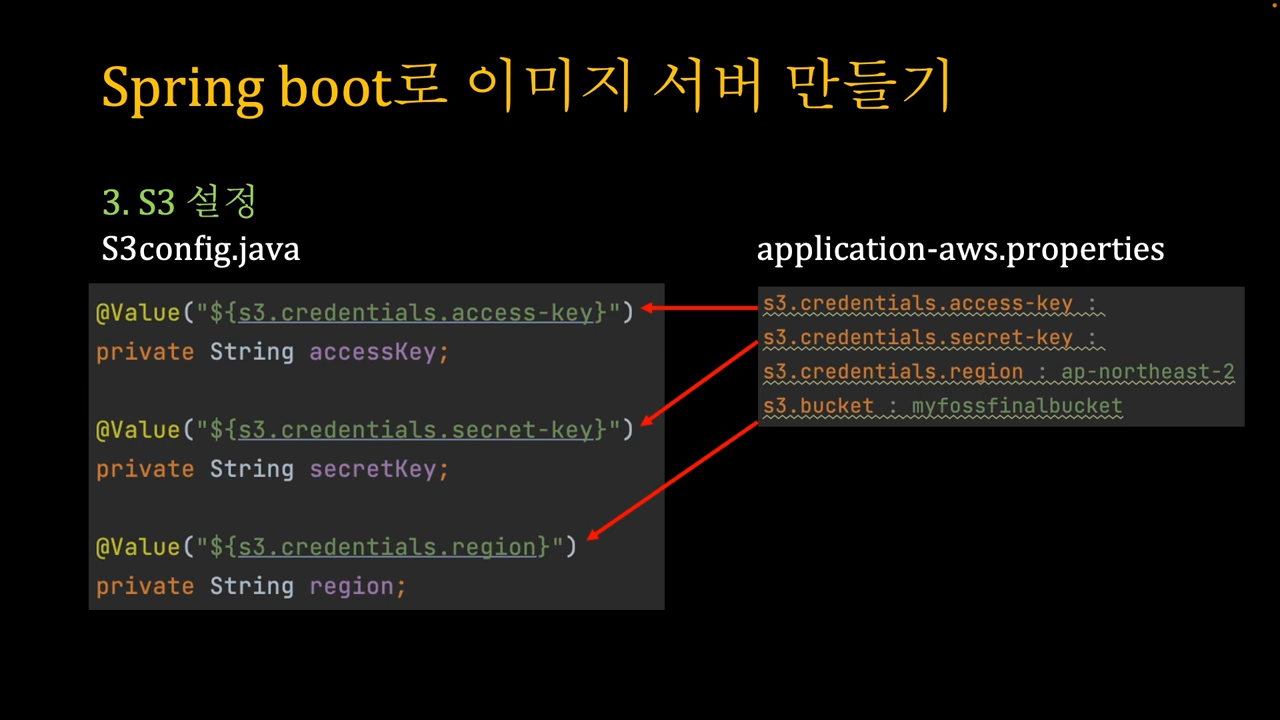 Spring boot로 이미지 서버 만들기
3. S3 설정
S3config.java
@Value("${s3.credentials.access-key}")
private String accessKey;
@Value("${s3.credentials.secret-key}")
private String secretKey;
@Value("${s3.credentials.region}")
private String region;
application-aws.properties
s3.credentials.access-key :
s3.credentials.secret-key :
s3.credentials.region : ap-northeast-2
s3.bucket : myfossfinalbucket